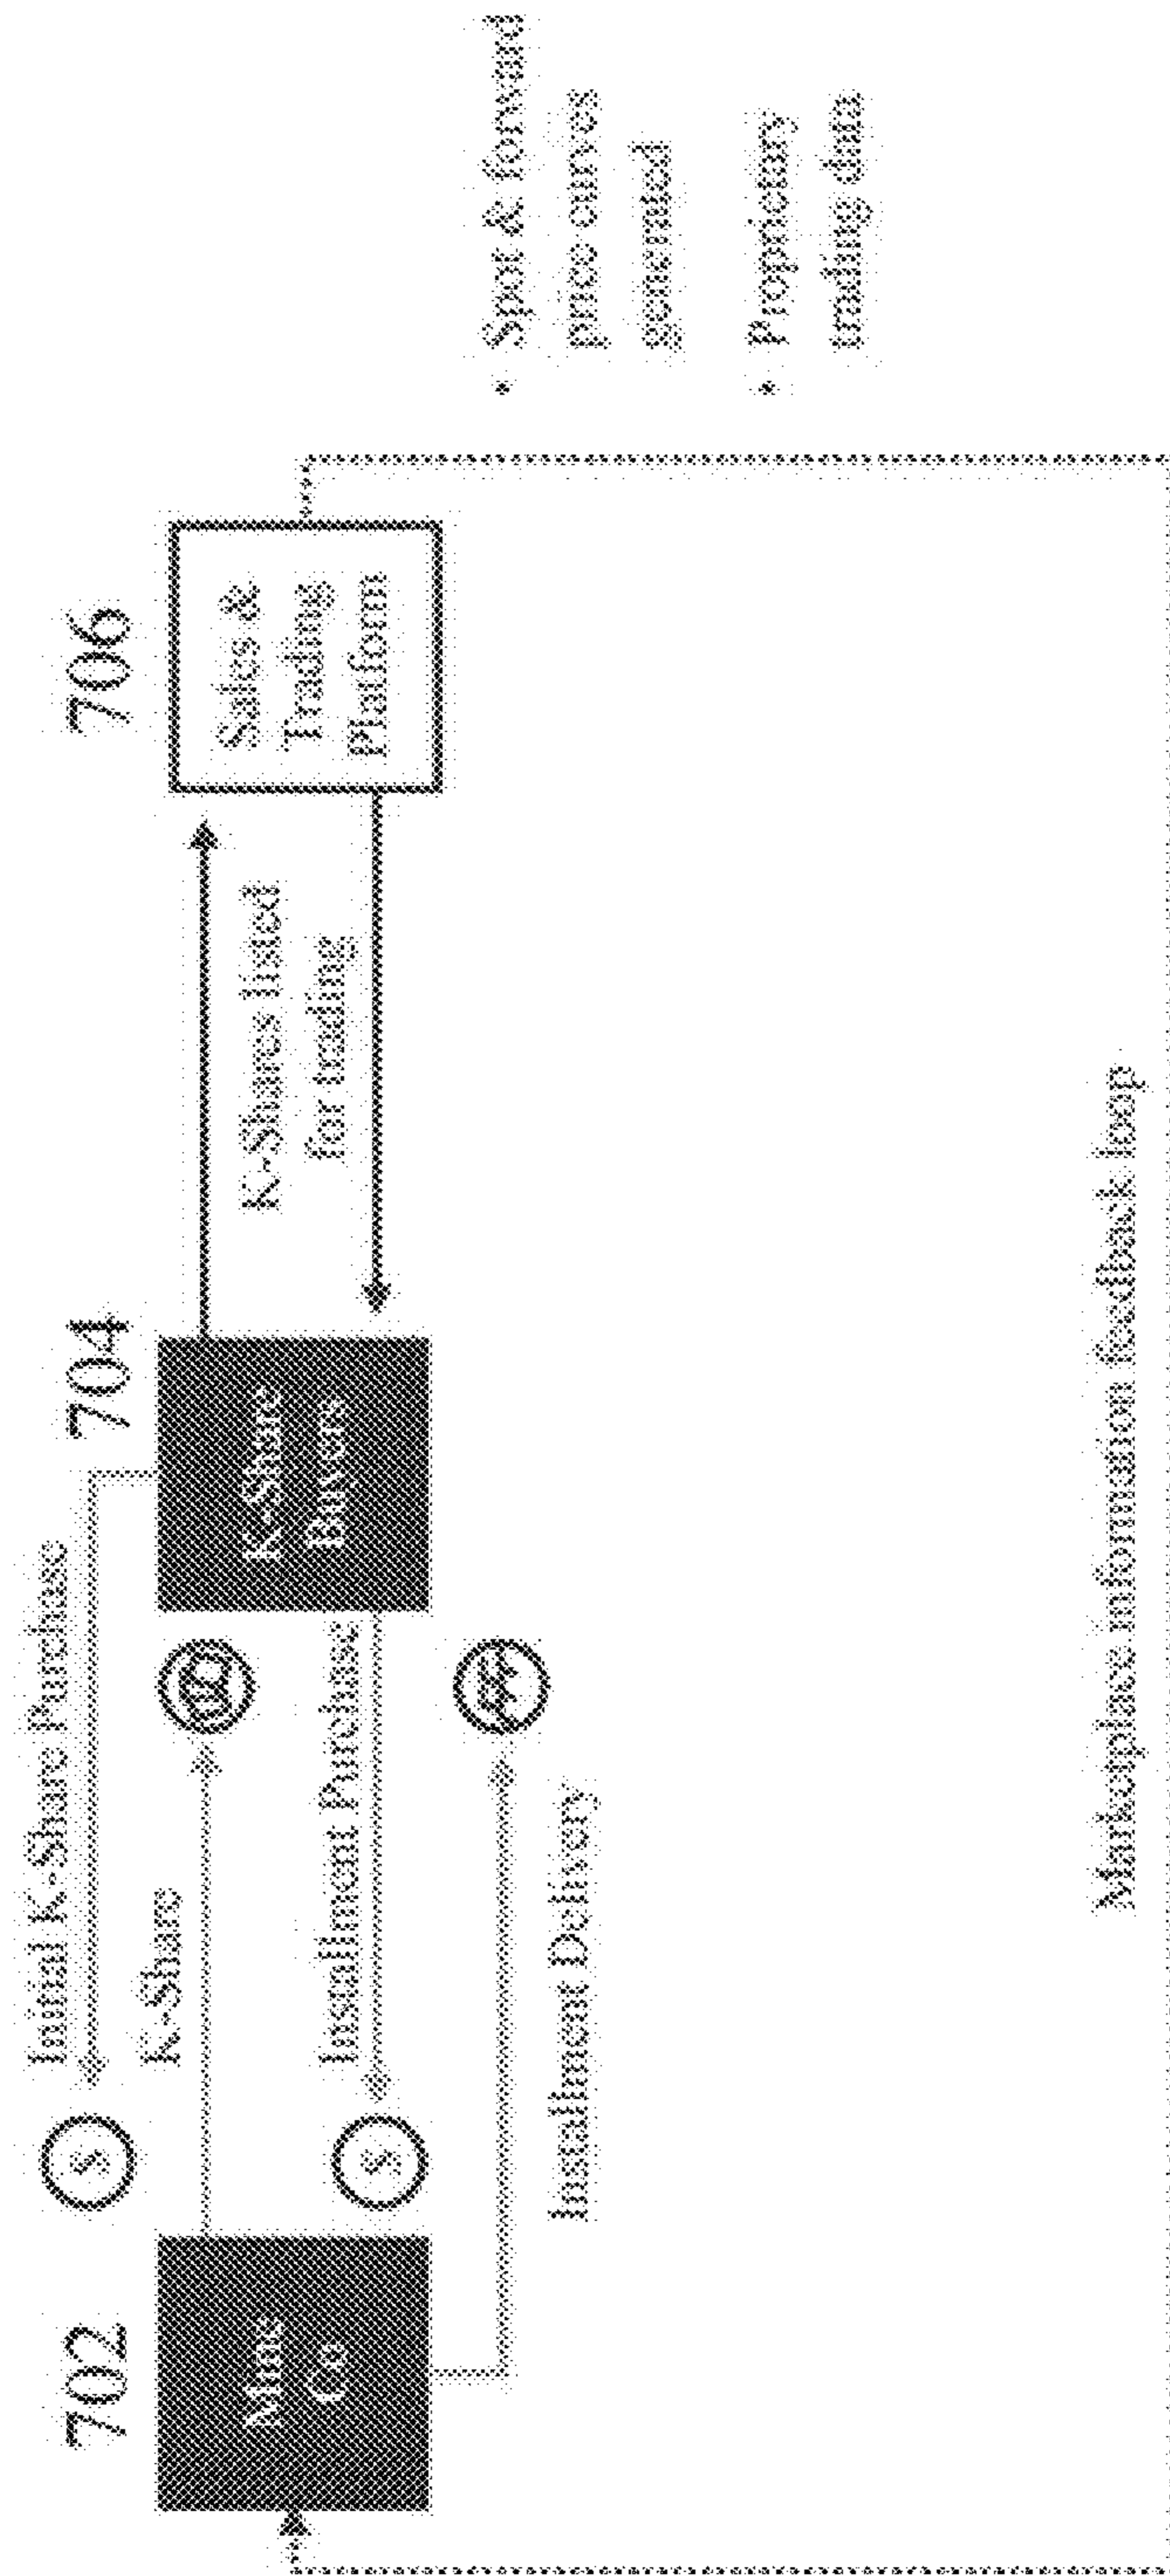 702
Mine
Co
Initial K-Share Purchase
$
K-Share
Installment Purchase
$
Installment Delivery
704
K-Share
Buyers
K-Shares listed
for trading
706
Sales &
Trading
Platform
• Spot & forward
price curves
generated
• Proprietary
trading data
Marketplace information feedback loop